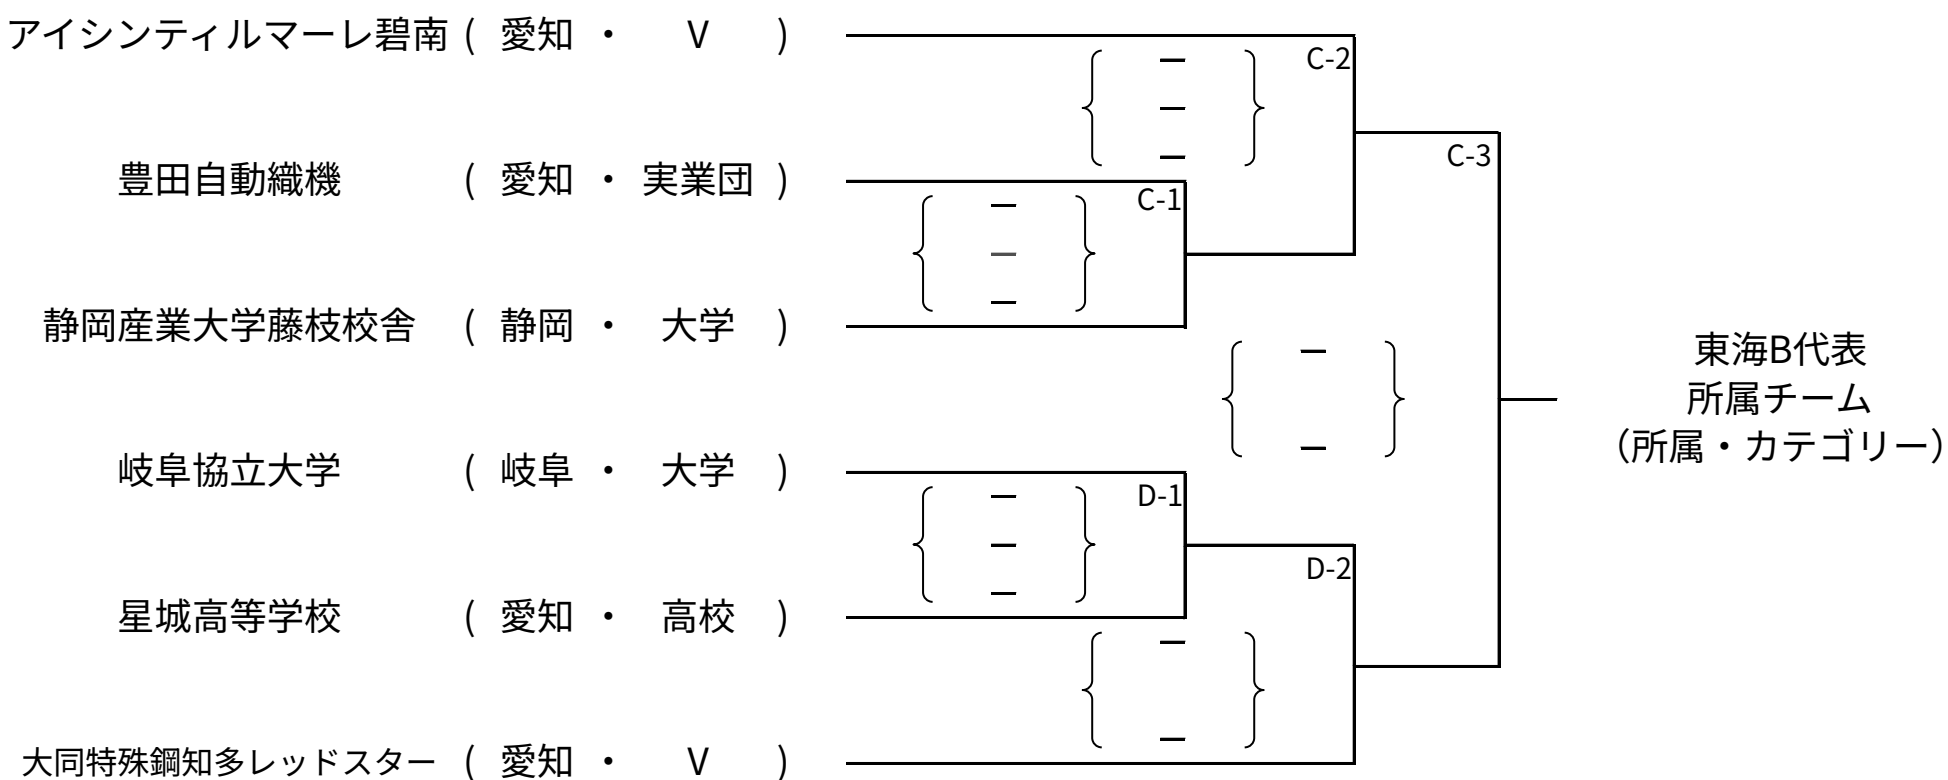 アイシンティルマーレ碧南 ( 愛知 ・ V )
C-2
豊田自動織機 ( 愛知 ・ 実業団 )
C-3
C-1
静岡産業大学藤枝校舎 ( 静岡 ・ 大学 )
東海B代表
所属チーム
（所属・カテゴリー）
岐阜協立大学 ( 岐阜 ・ 大学 )
D-1
D-2
星城高等学校 ( 愛知 ・ 高校 )
大同特殊鋼知多レッドスター ( 愛知 ・ V )